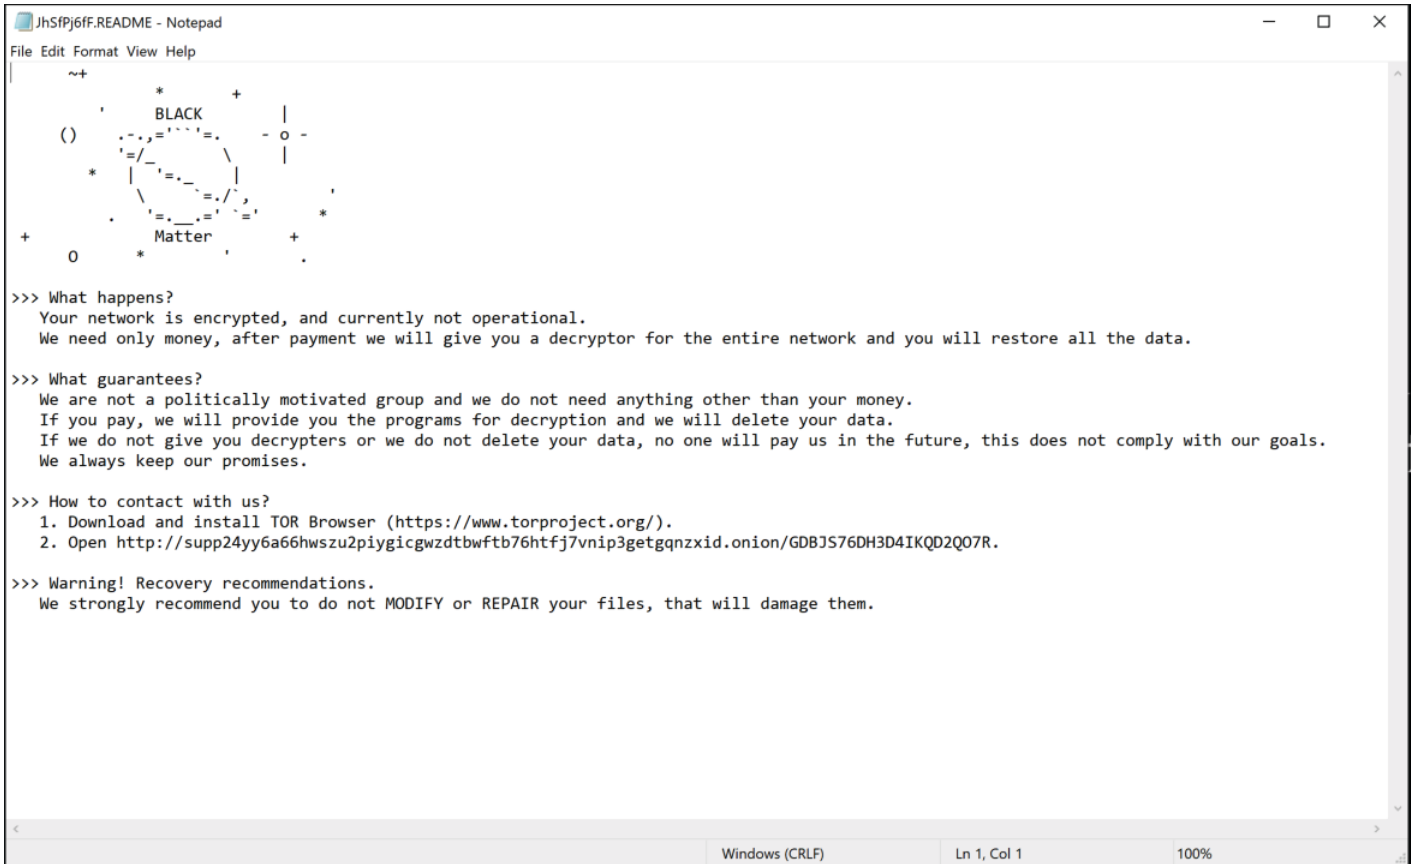 JhSfPj6fF.README - Notepad
File Edit Format View Help
~+
* +
' BLACK |
() .-.,='``'=. - o -
'=/_ \ |
* | '=._ |
\ `=./`, '
. '=.__.=' `=' *
+ Matter +
O * ' .
>>> What happens?
Your network is encrypted, and currently not operational.
We need only money, after payment we will give you a decryptor for the entire network and you will restore all the data.
>>> What guarantees?
We are not a politically motivated group and we do not need anything other than your money.
If you pay, we will provide you the programs for decryption and we will delete your data.
If we do not give you decrypters or we do not delete your data, no one will pay us in the future, this does not comply with our goals.
We always keep our promises.
>>> How to contact with us?
1. Download and install TOR Browser (https://www.torproject.org/).
2. Open http://supp24yy6a66hwszu2piygicgwzdtbwftb76htfj7vnip3getgqnzxid.onion/GDBJS76DH3D4IKQD2QO7R.
>>> Warning! Recovery recommendations.
We strongly recommend you to do not MODIFY or REPAIR your files, that will damage them.
Windows (CRLF) Ln 1, Col 1 100%